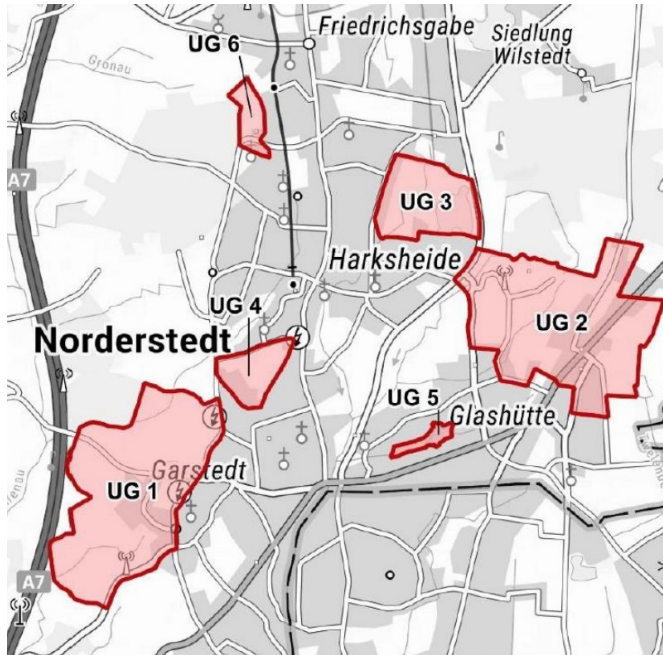 Friedrichsgabe
UG 6
Siedlung
Wilstedt
Gronau
A7
UG 3
Harksheide
UG 4
Norderstedt
UG 2
UG 5
Glashütte
Garstedt
UG 1
A7